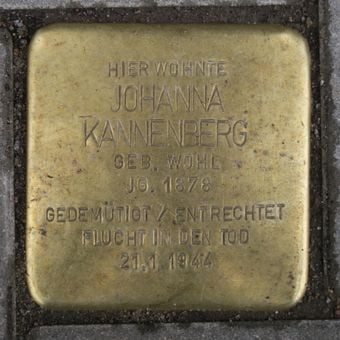 HIER WOHNTE
JOHANNA
KANNENBERG
GEB. WOHL
JG. 1878
GEDEMÜTIGT / ENTRECHTET
FLUCHT IN DEN TOD
21.1.1944